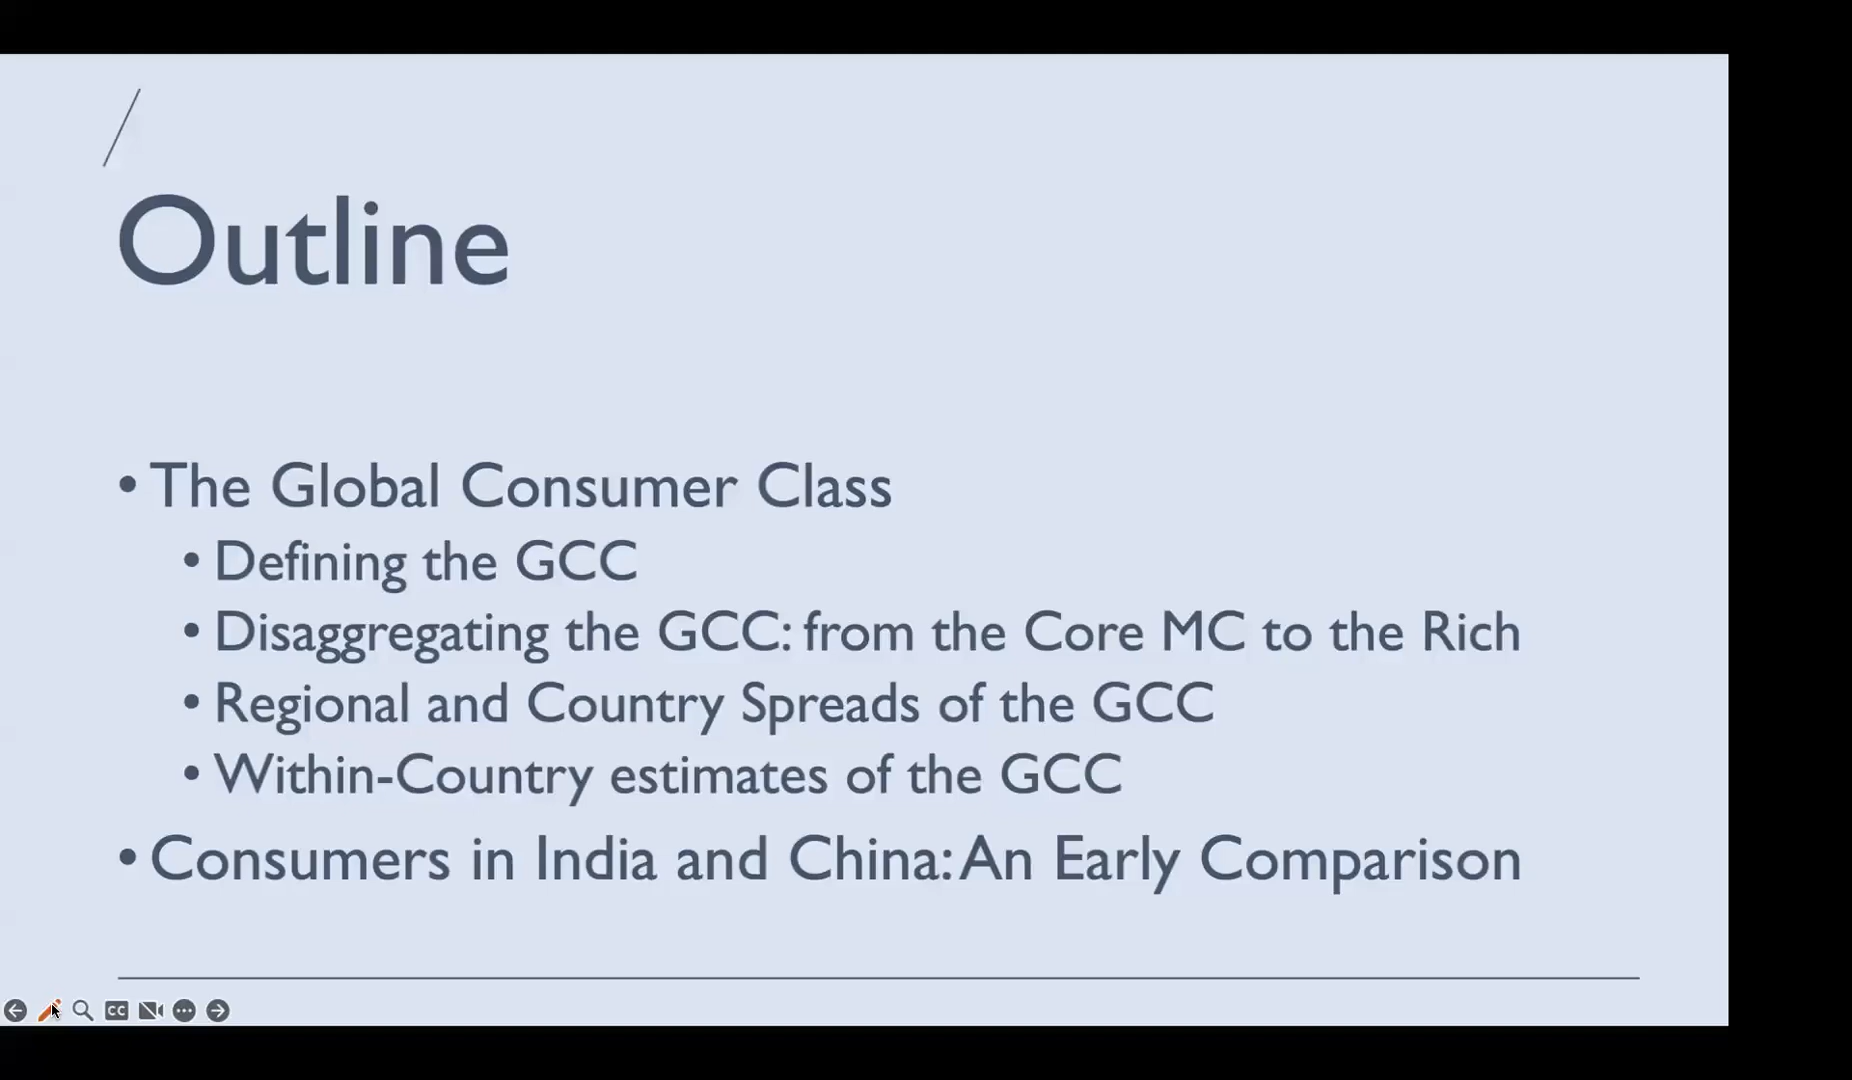 Outline
• The Global Consumer Class
• Defining the GCC
• Disaggregating the GCC: from the Core MC to the Rich
• Regional and Country Spreads of the GCC
• Within-Country estimates of the GCC
• Consumers in India and China: An Early Comparison
CC